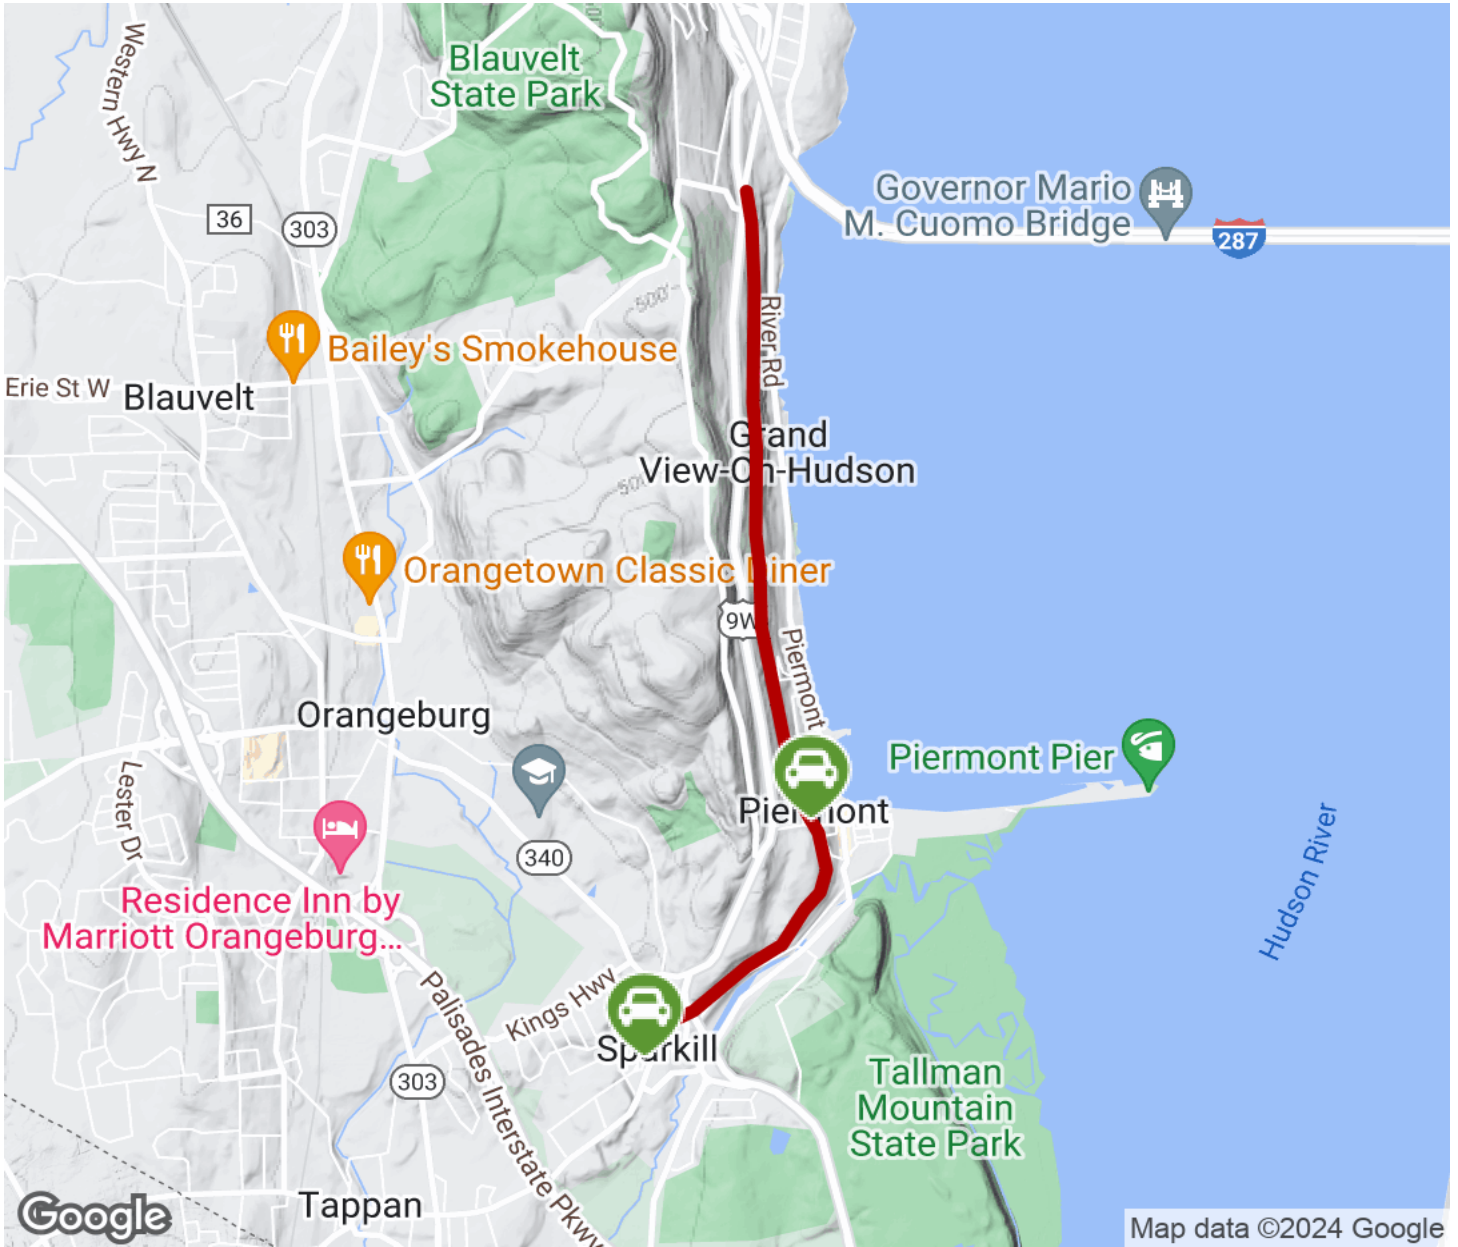 Blauvelt
State Park
Western Hwy N
36
303
Governor Mario
M. Cuomo Bridge
287
500'
River Rd
Bailey's Smokehouse
Erie St W
Blauvelt
Grand
View-On-Hudson
500
Orangetown Classic Diner
9W
Piermont
Orangeburg
Piermont Pier
Piermont
Lester Dr
340
Hudson River
Residence Inn by
Marriott Orangeburg...
Kings Hwy
Palisades Interstate Pkwy
Sparkill
303
Tallman
Mountain
State Park
Tappan
Google
Map data ©2024 Google